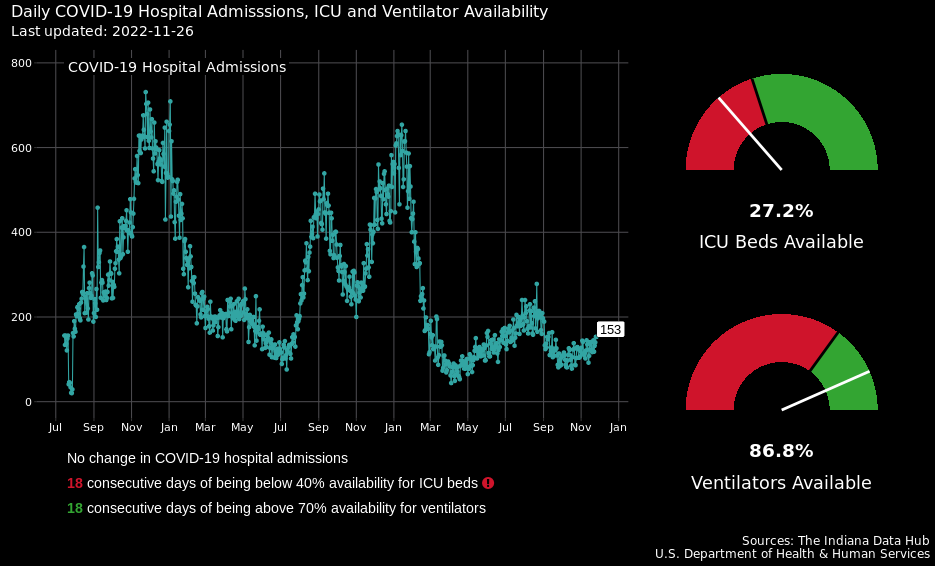 Daily COVID-19 Hospital Admisssions, ICU and Ventilator Availability
Last updated: 2022-11-26
COVID-19 Hospital Admissions
800
600
400
200
0
153
Jul Sep Nov Jan Mar May Jul Sep Nov Jan Mar May Jul Sep Nov Jan
27.2%
ICU Beds Available
86.8%
Ventilators Available
No change in COVID-19 hospital admissions
18 consecutive days of being below 40% availability for ICU beds
18 consecutive days of being above 70% availability for ventilators
Sources: The Indiana Data Hub
U.S. Department of Health & Human Services